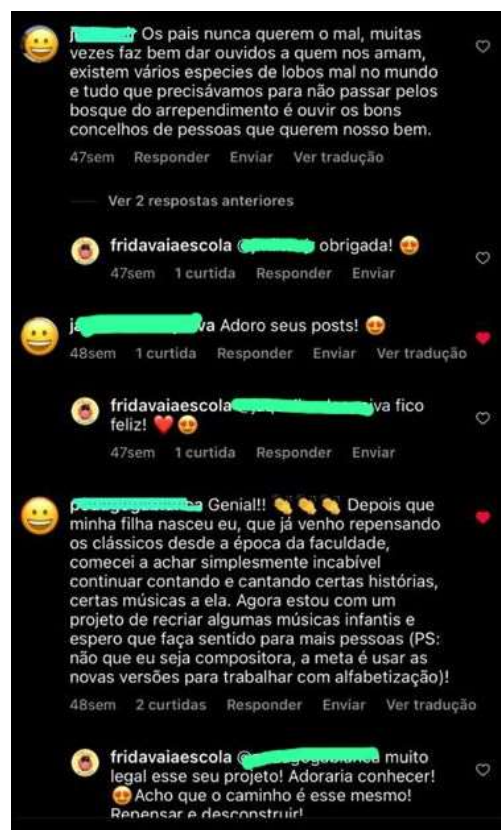 Os pais nunca querem o mal, muitas
vezes faz bem dar ouvidos a quem nos amam,
existem vários especies de lobos mal no mundo
e tudo que precisávamos para não passar pelos
bosque do arrependimento é ouvir os bons
concelhos de pessoas que querem nosso bem.
47sem Responder Enviar Ver tradução
Ver 2 respostas anteriores
fridavaiaescola @ obrigada! 😍
47sem 1 curtida Responder Enviar
ja va Adoro seus posts! 😍
48sem 1 curtida Responder Enviar Ver tradução
fridavaiaescola iva fico
feliz! ❤️😍
47sem 1 curtida Responder Enviar
Genial!! 👏👏👏 Depois que
minha filha nasceu eu, que já venho repensando
os clássicos desde a época da faculdade,
comecei a achar simplesmente incabível
continuar contando e cantando certas histórias,
certas músicas a ela. Agora estou com um
projeto de recriar algumas músicas infantis e
espero que faça sentido para mais pessoas (PS:
não que eu seja compositora, a meta é usar as
novas versões para trabalhar com alfabetização)!
48sem 2 curtidas Responder Enviar Ver tradução
fridavaiaescola @ muito
legal esse seu projeto! Adoraria conhecer!
😍Acho que o caminho é esse mesmo!
Repensar e desconstruir!